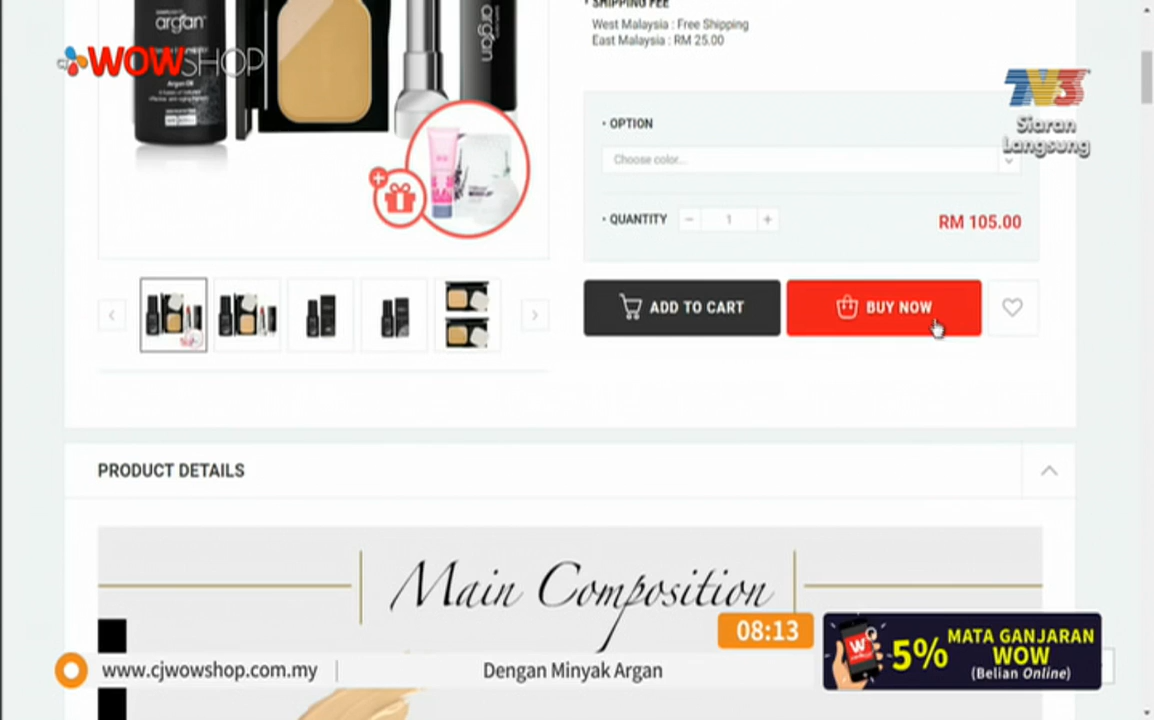 argan
argan
Argan Oil
WOWSHOP
SHIPPING FEE
West Malaysia : Free Shipping
East Malaysia : RM 25.00
TV3
Siaran
Langsung
• OPTION
Choose color...
• QUANTITY
− 1 +
RM 105.00
ADD TO CART
BUY NOW
PRODUCT DETAILS
Main Composition
08:13
W
5% MATA GANJARAN
WOW
(Belian Online)
www.cjwowshop.com.my
Dengan Minyak Argan